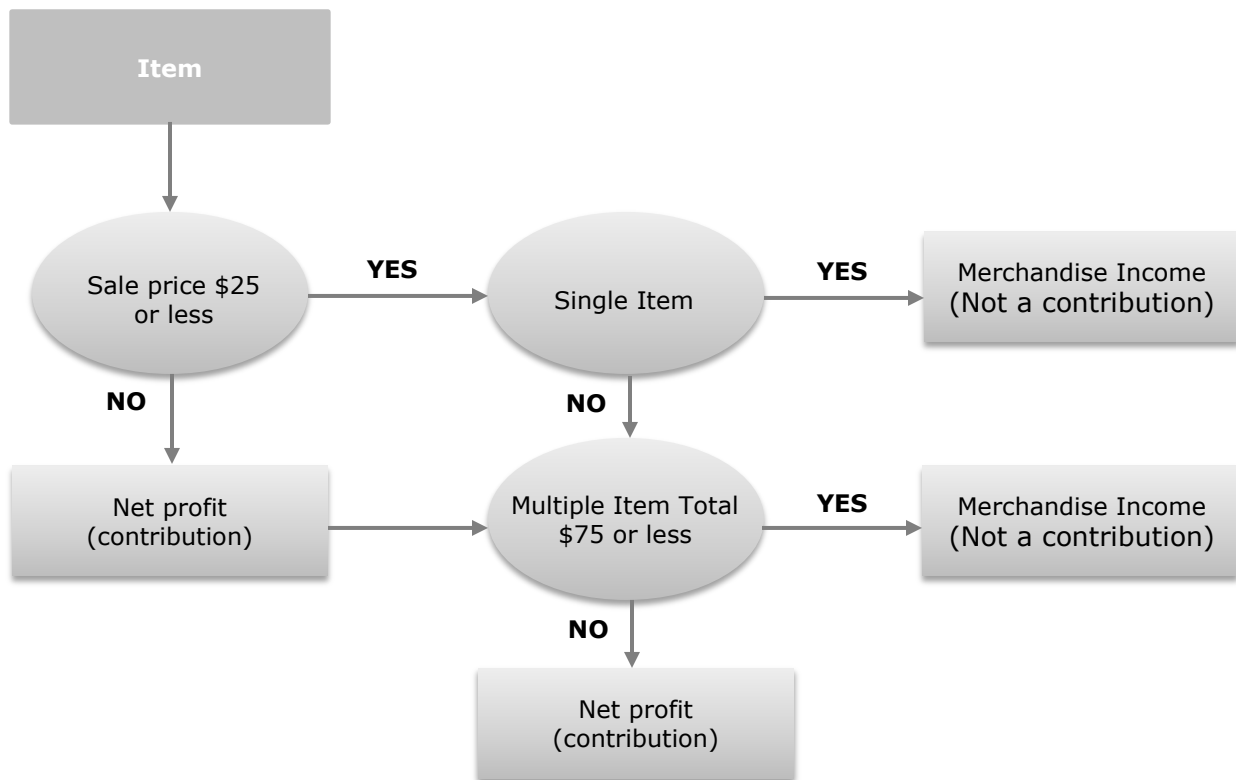 Item
Sale price $25
or less
YES
Single Item
YES
Merchandise Income
(Not a contribution)
NO
NO
Net profit
(contribution)
Multiple Item Total
$75 or less
YES
Merchandise Income
(Not a contribution)
NO
Net profit
(contribution)